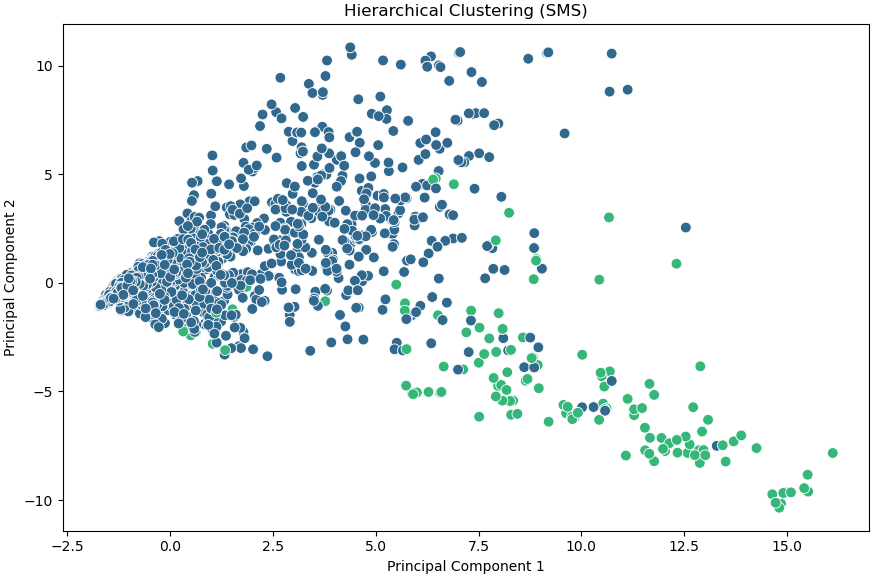 Hierarchical Clustering (SMS)
Principal Component 2
10
5
0
−5
−10
−2.5 0.0 2.5 5.0 7.5 10.0 12.5 15.0
Principal Component 1